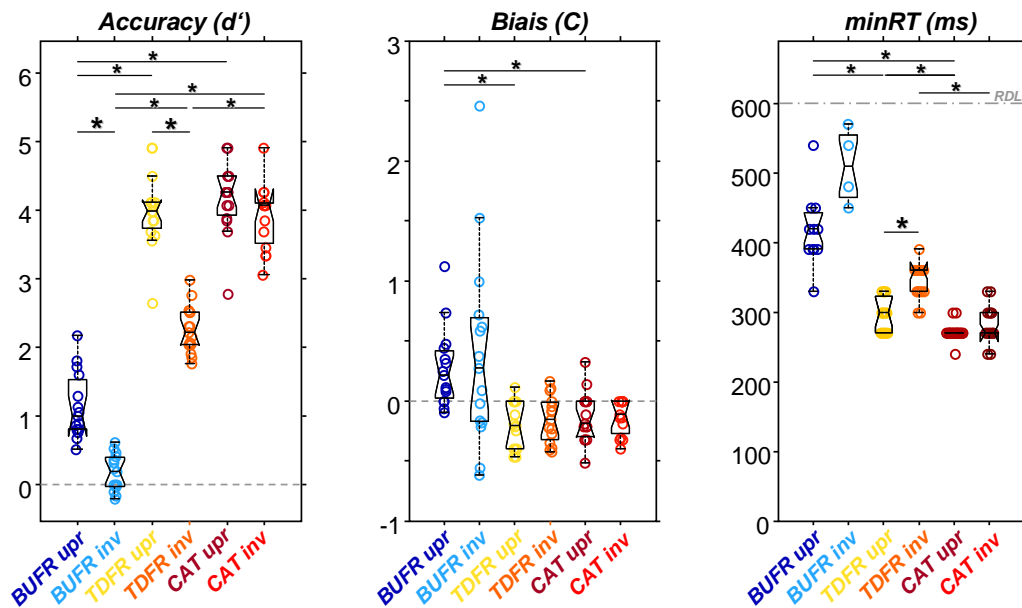 Accuracy (d‘)
6
5
4
3
2
1
0
BUFR upr
BUFR inv
TDFR upr
TDFR inv
CAT upr
CAT inv
* * * * * * *
Biais (C)
3
2
1
0
-1
BUFR upr
BUFR inv
TDFR upr
TDFR inv
CAT upr
CAT inv
* *
minRT (ms)
600
500
400
300
200
100
0
RDL
BUFR upr
BUFR inv
TDFR upr
TDFR inv
CAT upr
CAT inv
* * * * *